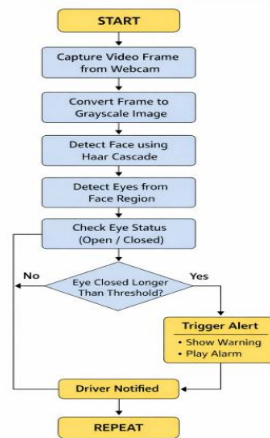 START
Capture Video Frame
from Webcam
Convert Frame to
Grayscale Image
Detect Face using
Haar Cascade
Detect Eyes from
Face Region
Check Eye Status
(Open / Closed)
No
Eye Closed Longer
Than Threshold?
Yes
Trigger Alert
• Show Warning
• Play Alarm
Driver Notified
REPEAT